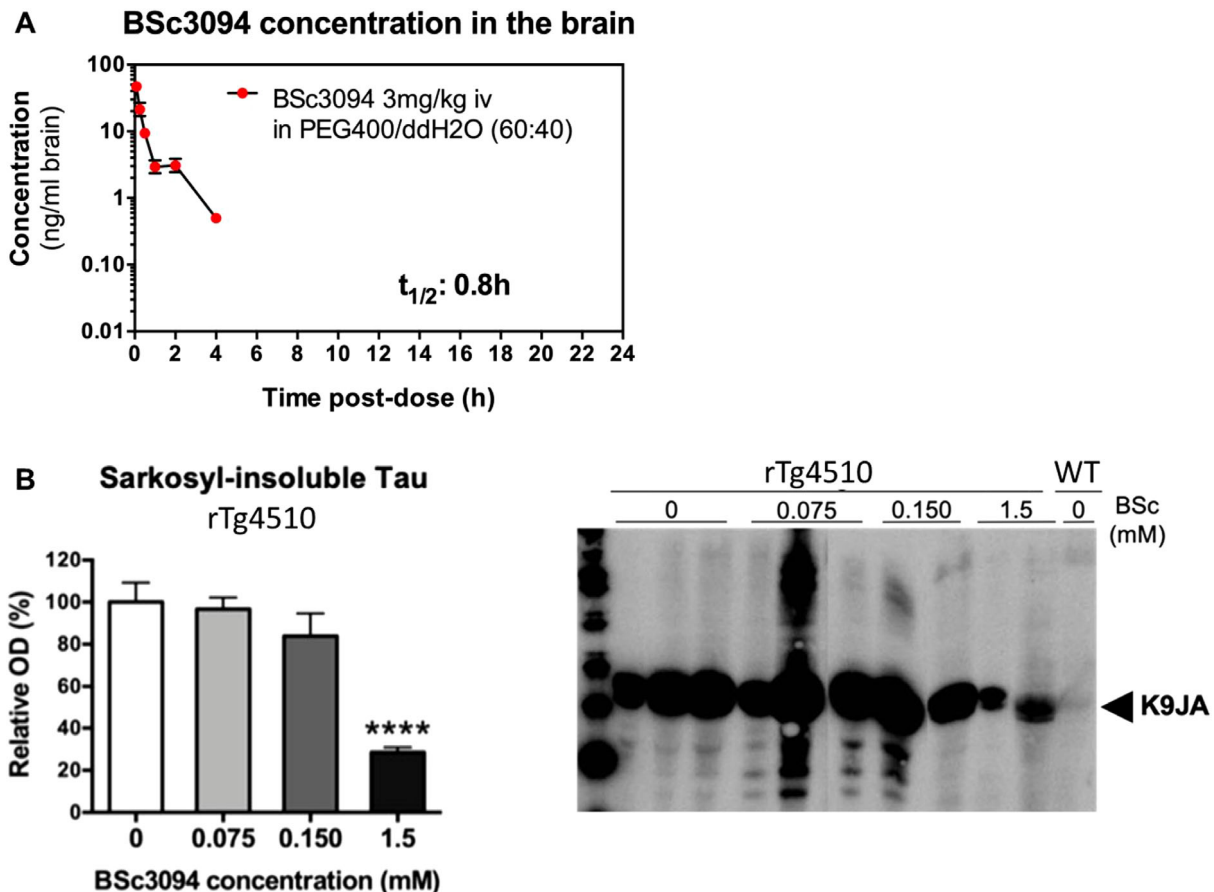 A
BSc3094 concentration in the brain
Concentration
(ng/ml brain)
100
10
1
0.10
0.01
BSc3094 3mg/kg iv
in PEG400/ddH2O (60:40)
t1/2: 0.8h
0 2 4 6 8 10 12 14 16 18 20 22 24
Time post-dose (h)
B
Sarkosyl-insoluble Tau
rTg4510
Relative OD (%)
120
100
80
60
40
20
0
****
0 0.075 0.150 1.5
BSc3094 concentration (mM)
rTg4510 WT
0 0.075 0.150 1.5 0 BSc
(mM)
K9JA